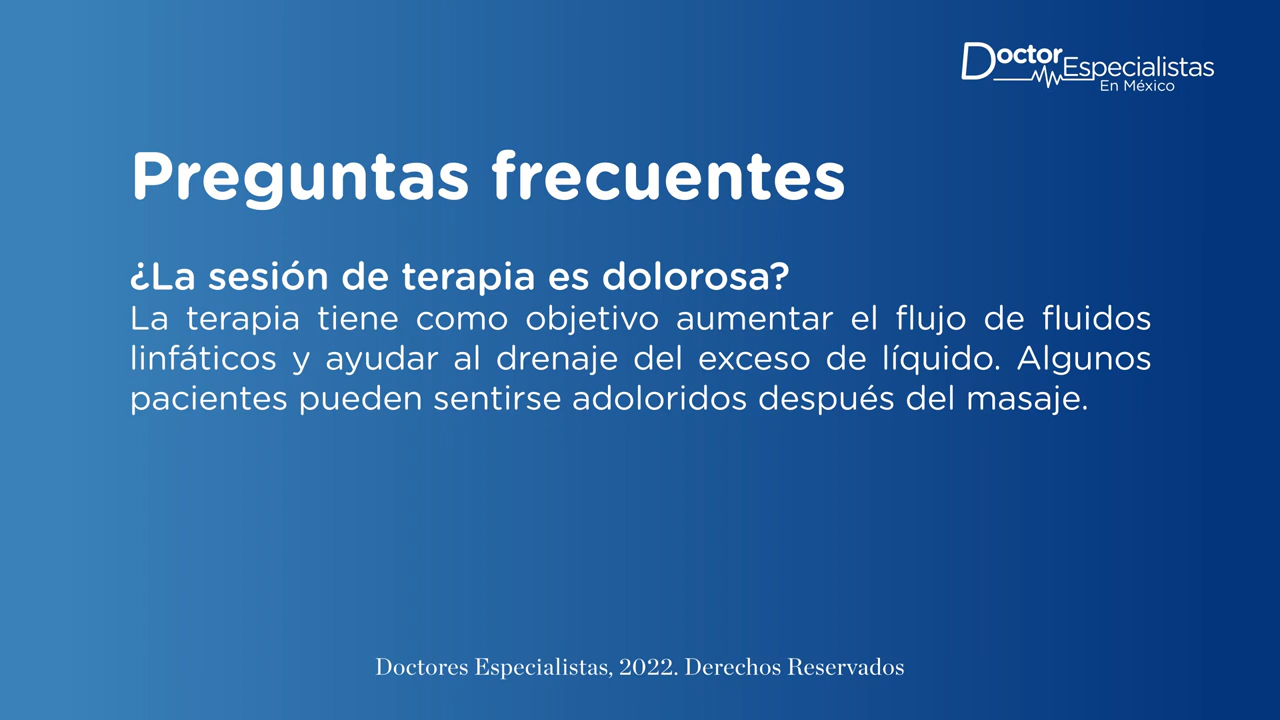 Doctor Especialistas
En México
Preguntas frecuentes
¿La sesión de terapia es dolorosa?
La terapia tiene como objetivo aumentar el flujo de fluidos
linfáticos y ayudar al drenaje del exceso de líquido. Algunos
pacientes pueden sentirse adoloridos después del masaje.
Doctores Especialistas, 2022. Derechos Reservados